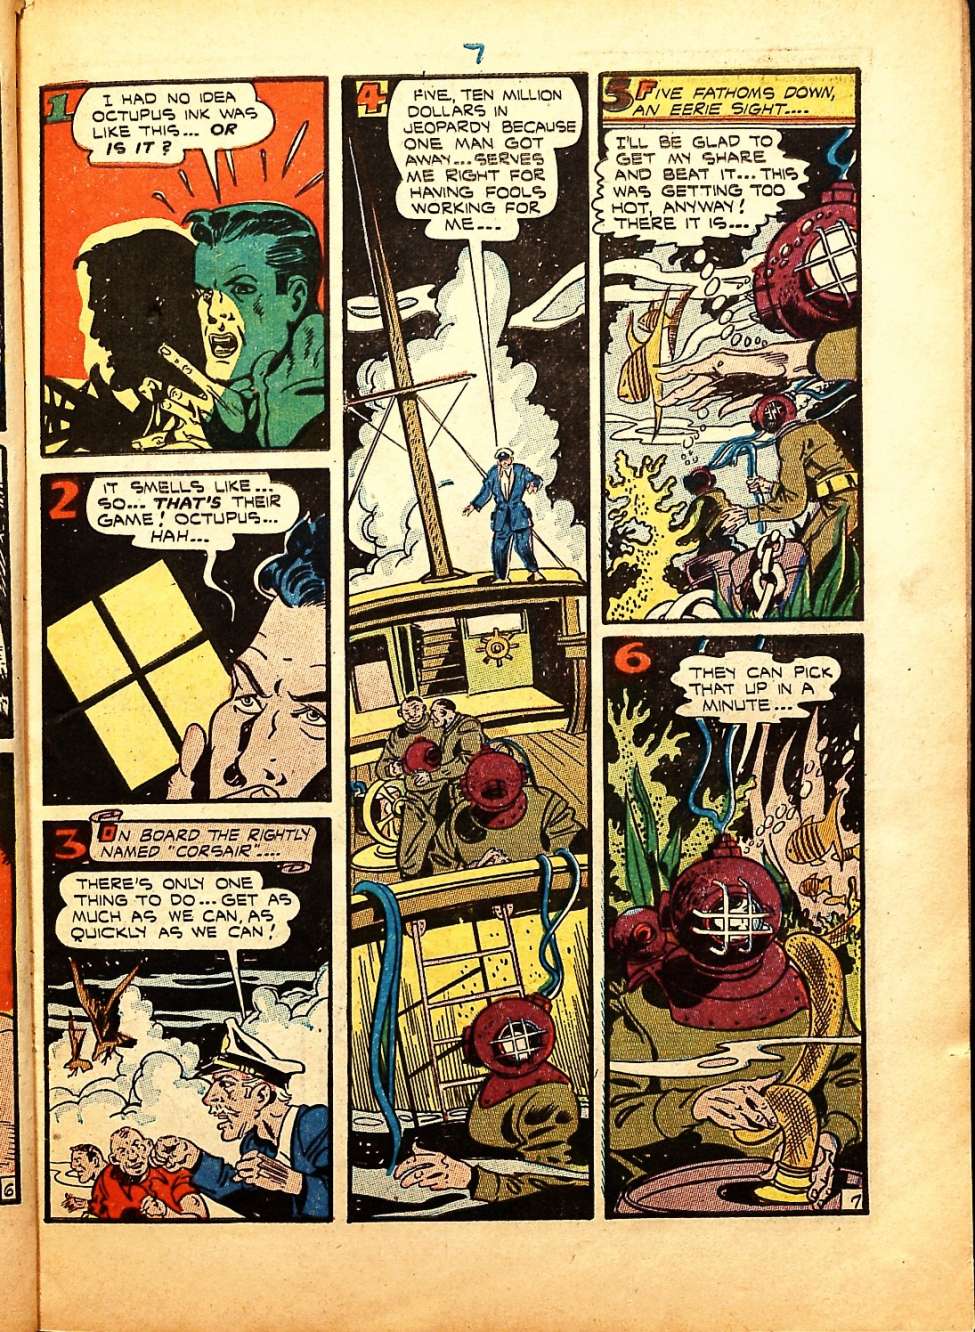 7
1
I HAD NO IDEA
OCTUPUS INK WAS
LIKE THIS... OR
IS IT?
2
IT SMELLS LIKE...
SO... THAT'S THEIR
GAME! OCTUPUS...
HAH...
3
ON BOARD THE RIGHTLY
NAMED "CORSAIR"....
THERE'S ONLY ONE
THING TO DO... GET AS
MUCH AS WE CAN, AS
QUICKLY AS WE CAN!
4
FIVE, TEN MILLION
DOLLARS IN
JEOPARDY BECAUSE
ONE MAN GOT
AWAY... SERVES
ME RIGHT FOR
HAVING FOOLS
WORKING FOR
ME...
5
FIVE FATHOMS DOWN,
AN EERIE SIGHT....
I'LL BE GLAD TO
GET MY SHARE
AND BEAT IT... THIS
WAS GETTING TOO
HOT, ANYWAY!
THERE IT IS...
6
THEY CAN PICK
THAT UP IN A
MINUTE...
7
6